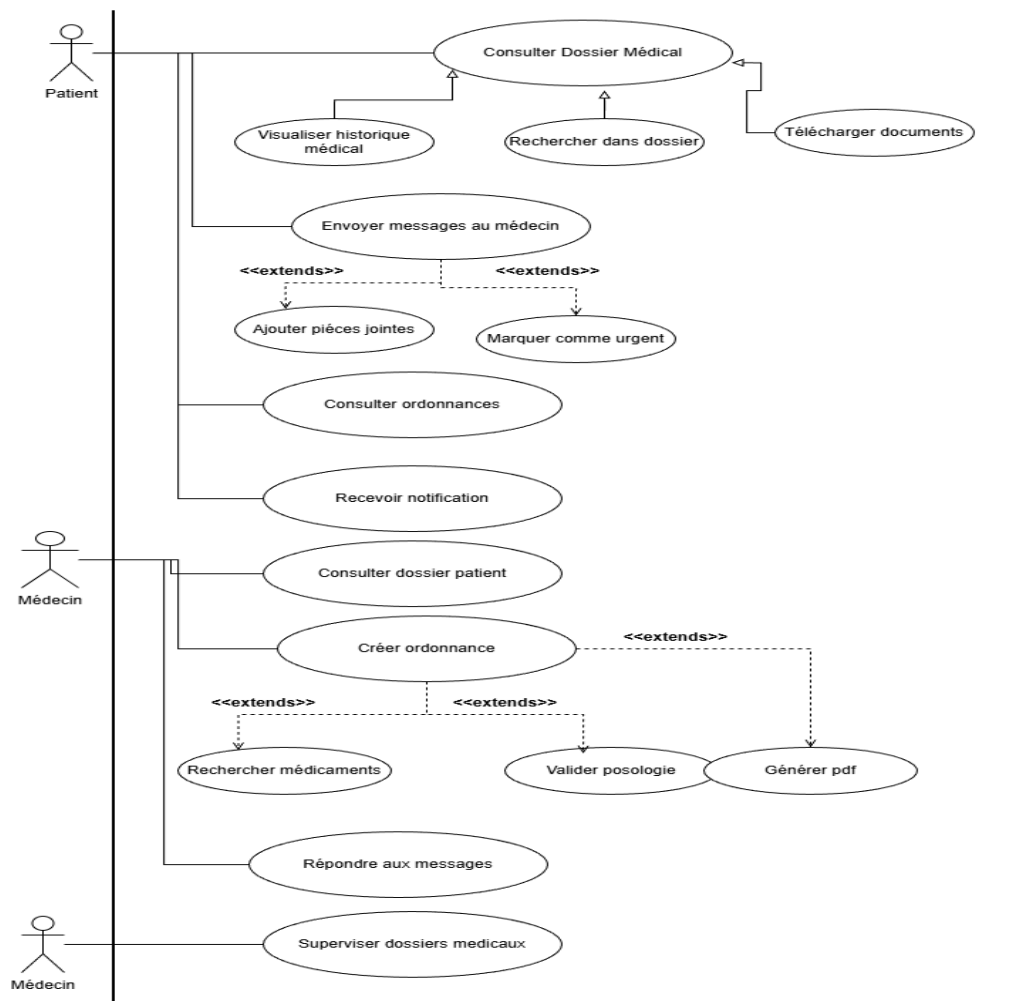 Patient
Consulter Dossier Médical
Visualiser historique
médical
Rechercher dans dossier
Télécharger documents
Envoyer messages au médecin
<<extends>>
<<extends>>
Ajouter piéces jointes
Marquer comme urgent
Consulter ordonnances
Recevoir notification
Médecin
Consulter dossier patient
Créer ordonnance
<<extends>>
<<extends>>
<<extends>>
Rechercher médicaments
Valider posologie
Générer pdf
Répondre aux messages
Superviser dossiers medicaux
Médecin